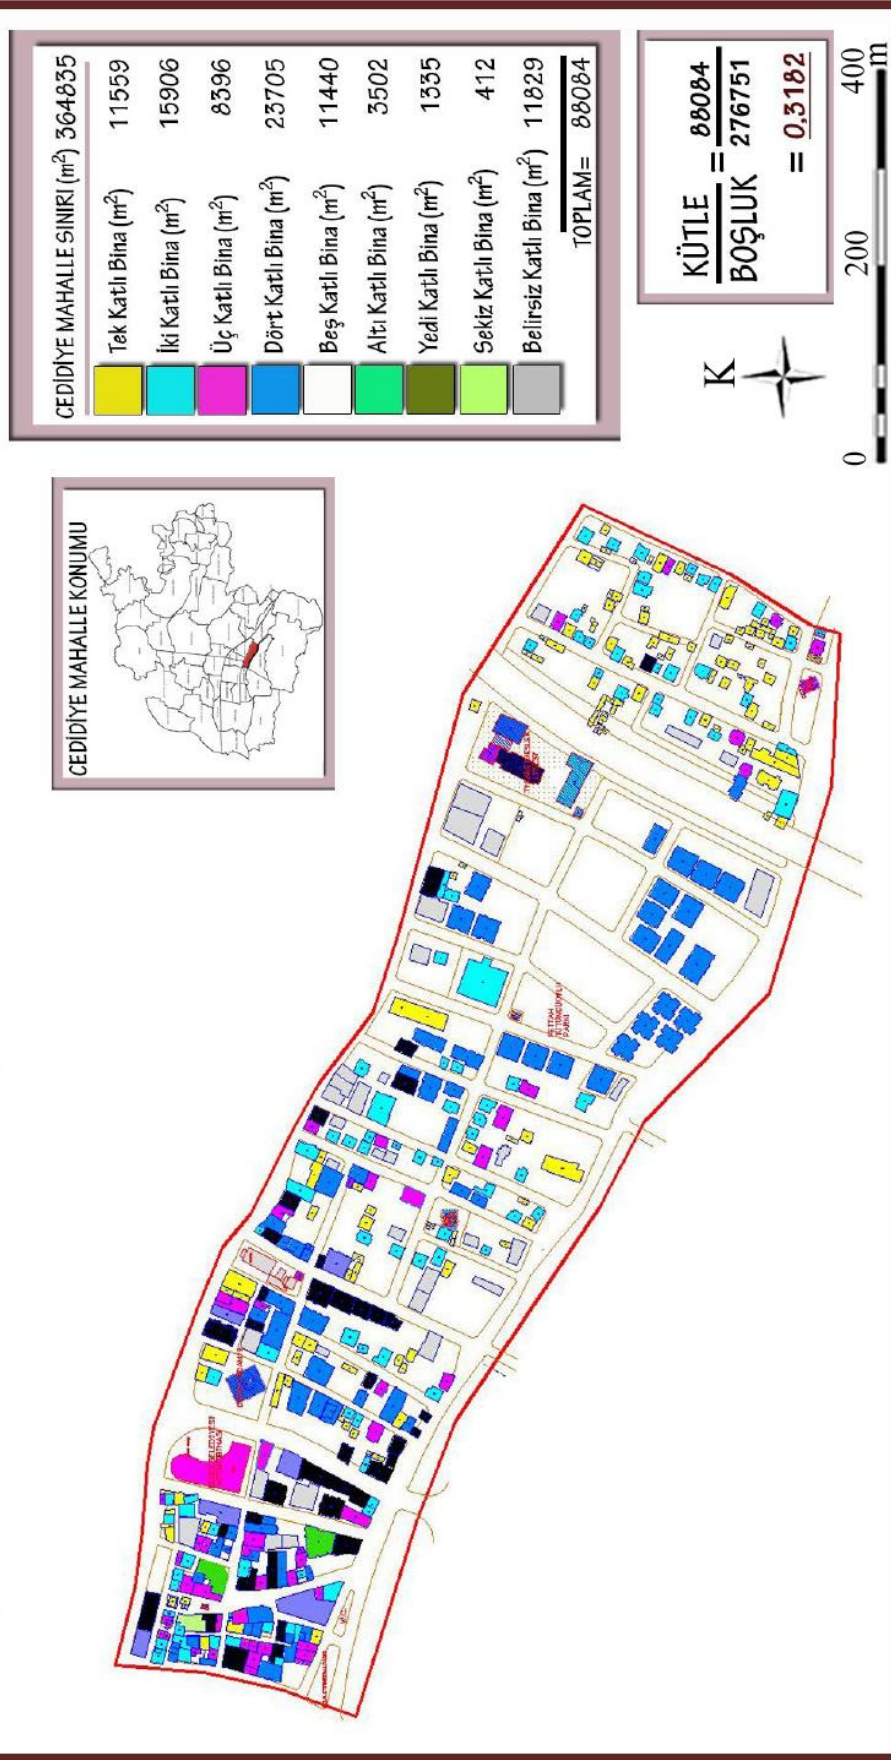 CEDİDİYE MAHALLE SINIRI (m²) 364835
Tek Katlı Bina (m²) 11559
İki Katlı Bina (m²) 15906
Üç Katlı Bina (m²) 8396
Dört Katlı Bina (m²) 23705
Beş Katlı Bina (m²) 11440
Altı Katlı Bina (m²) 3502
Yedi Katlı Bina (m²) 1335
Sekiz Katlı Bina (m²) 412
Belirsiz Katlı Bina (m²) 11829
TOPLAM= 88084
KÜTLE = 88084
BOŞLUK 276751
= 0,3182
K
0 200 400 m
CEDİDİYE MAHALLE KONUMU
PARKI